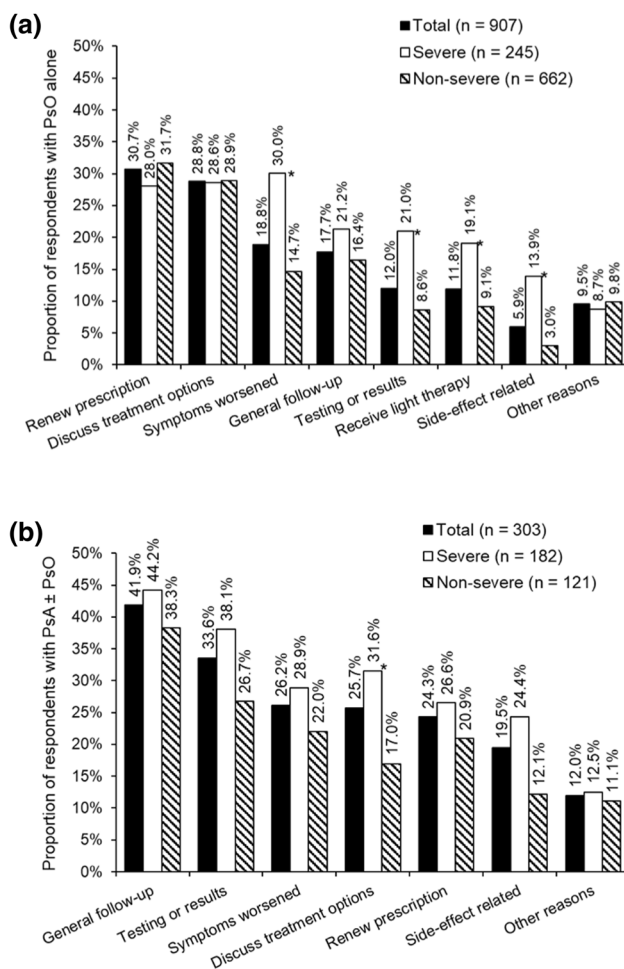 (a)
Total (n = 907)
Severe (n = 245)
Non-severe (n = 662)
Proportion of respondents with PsO alone
50%
45%
40%
35%
30%
25%
20%
15%
10%
5%
0%
30.7%
28.0%
31.7%
28.8%
28.6%
28.9%
18.8%
30.0%
*
14.7%
17.7%
21.2%
16.4%
12.0%
21.0%
*
8.6%
11.8%
19.1%
*
9.1%
5.9%
13.9%
*
3.0%
9.5%
8.7%
9.8%
Renew prescription
Discuss treatment options
Symptoms worsened
General follow-up
Testing or results
Receive light therapy
Side-effect related
Other reasons
(b)
Total (n = 303)
Severe (n = 182)
Non-severe (n = 121)
Proportion of respondents with PsA ± PsO
50%
45%
40%
35%
30%
25%
20%
15%
10%
5%
0%
41.9%
44.2%
38.3%
33.6%
38.1%
26.7%
26.2%
28.9%
22.0%
25.7%
31.6%
*
17.0%
24.3%
26.6%
20.9%
19.5%
24.4%
12.1%
12.0%
12.5%
11.1%
General follow-up
Testing or results
Symptoms worsened
Discuss treatment options
Renew prescription
Side-effect related
Other reasons